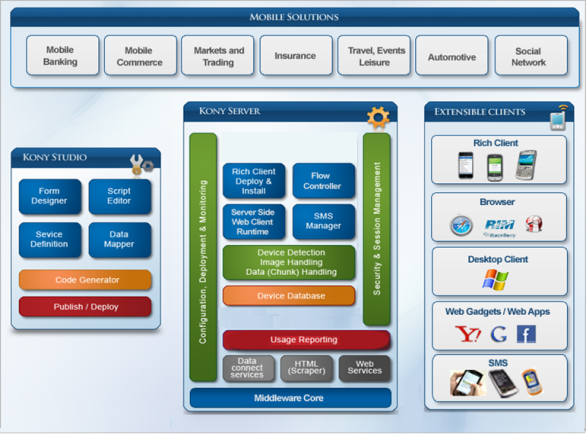 MOBILE SOLUTIONS
Mobile
Banking
Mobile
Commerce
Markets and
Trading
Insurance
Travel, Events
Leisure
Automotive
Social
Network
KONY STUDIO
Form
Designer
Script
Editor
Sevice
Definition
Data
Mapper
Code Generator
Publish / Deploy
KONY SERVER
Configuration, Deployment & Monitoring
Rich Client
Deploy &
Install
Flow
Controller
Server Side
Web Client
Runtime
SMS
Manager
Device Detection
Image Handling
Data (Chunk) Handling
Device Database
Security & Session Management
Usage Reporting
Data
connect
services
HTML
(Scraper)
Web
Services
Middleware Core
EXTENSIBLE CLIENTS
Rich Client
Browser
RIM
BlackBerry
Desktop Client
Web Gadgets / Web Apps
Y! G f
SMS